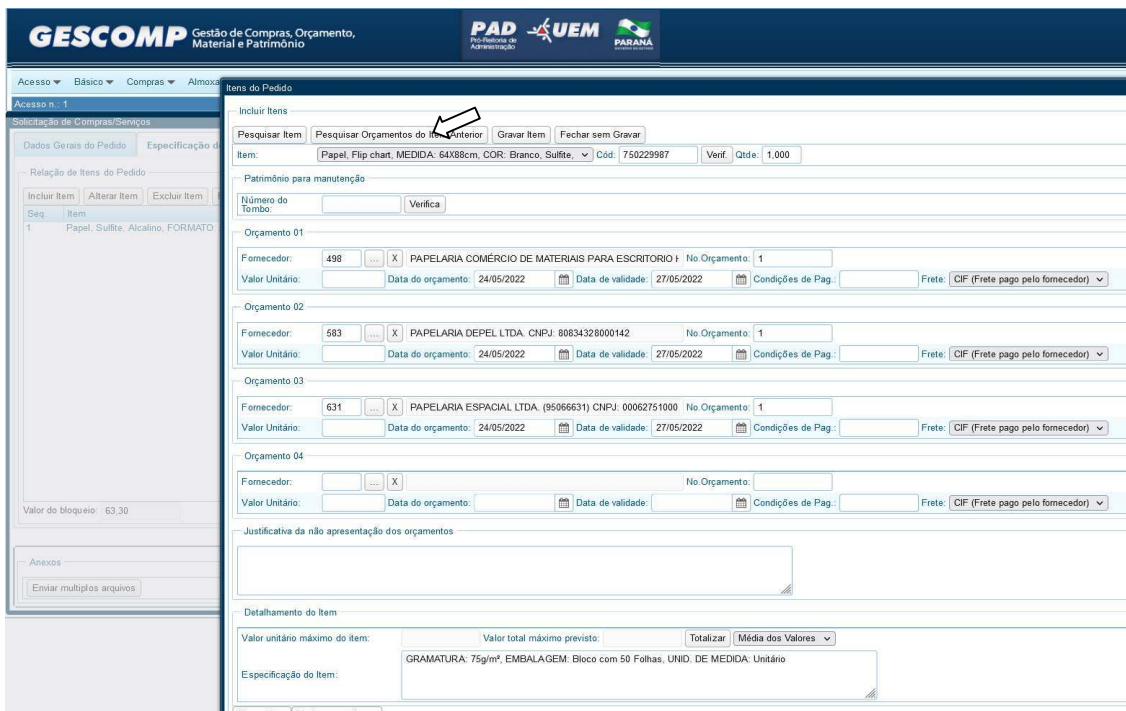 GESCOMP Gestão de Compras, Orçamento, Material e Patrimônio
PAD Pró-Reitoria de Administração UEM PARANÁ
Acesso Básico Compras Almoxa
Itens do Pedido
Acesso n.: 1
Solicitação de Compras/Serviços
Dados Gerais do Pedido Especificação d
Relação de Itens do Pedido
Incluir Item Alterar Item Excluir Item
Seq. Item
1 Papel, Sulfite, Alcalino, FORMATO
Valor do bloqueio: 63,30
Anexos
Enviar multiplos arquivos
Incluir Itens
Pesquisar Item Pesquisar Orçamentos do Item Anterior Gravar Item Fechar sem Gravar
Item: Papel, Flip chart, MEDIDA: 64X88cm, COR: Branco, Sulfite, Cód: 750229987 Verif. Qtde: 1,000
Patrimônio para manutenção
Número do Tombo: Verifica
Orçamento 01
Fornecedor: 498 ... X PAPELARIA COMÉRCIO DE MATERIAIS PARA ESCRITORIO No.Orçamento: 1
Valor Unitário: Data do orçamento: 24/05/2022 Data de validade: 27/05/2022 Condições de Pag.: Frete: CIF (Frete pago pelo fornecedor)
Orçamento 02
Fornecedor: 583 ... X PAPELARIA DEPEL LTDA. CNPJ: 80834328000142 No.Orçamento: 1
Valor Unitário: Data do orçamento: 24/05/2022 Data de validade: 27/05/2022 Condições de Pag.: Frete: CIF (Frete pago pelo fornecedor)
Orçamento 03
Fornecedor: 631 ... X PAPELARIA ESPACIAL LTDA. (95066631) CNPJ: 00062751000 No.Orçamento: 1
Valor Unitário: Data do orçamento: 24/05/2022 Data de validade: 27/05/2022 Condições de Pag.: Frete: CIF (Frete pago pelo fornecedor)
Orçamento 04
Fornecedor: ... X No.Orçamento:
Valor Unitário: Data do orçamento: Data de validade: Condições de Pag.: Frete: CIF (Frete pago pelo fornecedor)
Justificativa da não apresentação dos orçamentos
Detalhamento do Item
Valor unitário máximo do item: Valor total máximo previsto: Totalizar Média dos Valores
Especificação do Item: GRAMATURA: 75g/m², EMBALAGEM: Bloco com 50 Folhas, UNID. DE MEDIDA: Unitário